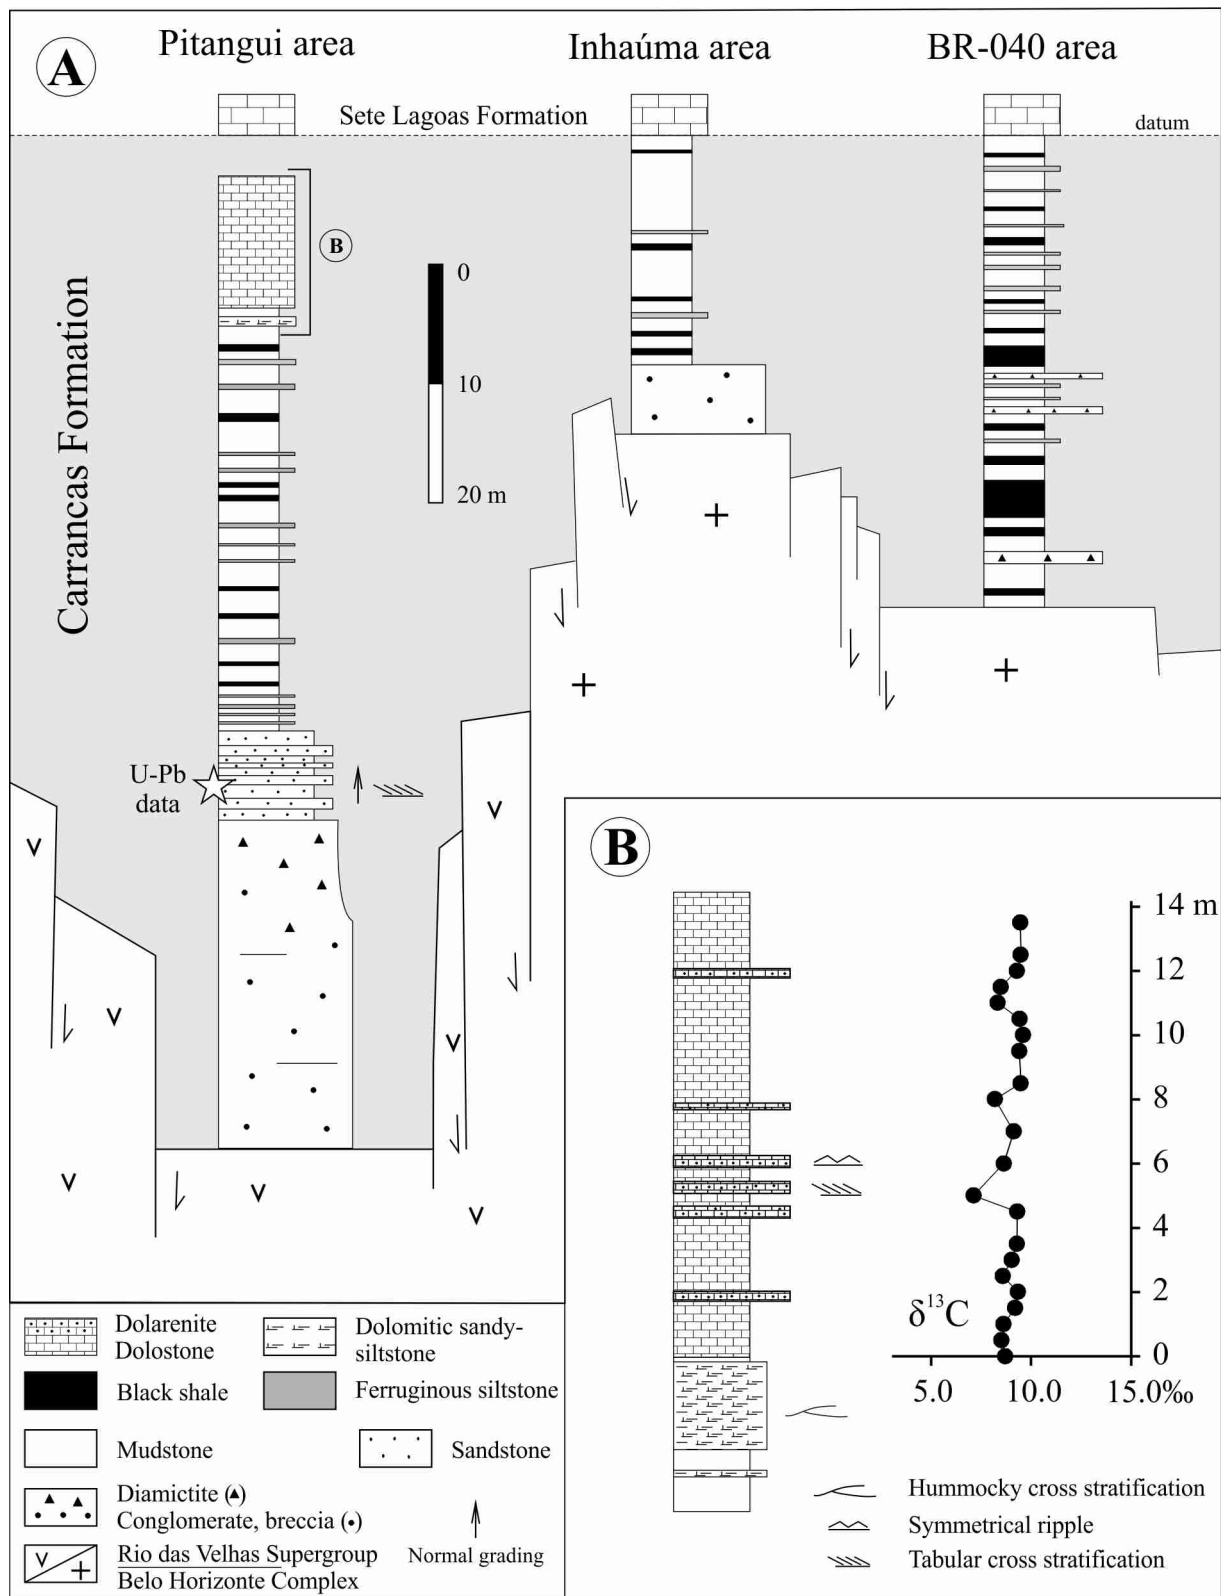 A
Pitangui area
Inhaúma area
BR-040 area
Sete Lagoas Formation
datum
B
0
10
20 m
Carrancas Formation
U-Pb
data
B
14 m
12
10
8
6
4
2
0
δ13C
5.0
10.0
15.0‰
Dolarenite
Dolostone
Dolomitic sandy-
siltstone
Black shale
Ferruginous siltstone
Mudstone
Sandstone
Diamictite (▲)
Conglomerate, breccia (•)
Normal grading
Rio das Velhas Supergroup
Belo Horizonte Complex
Hummocky cross stratification
Symmetrical ripple
Tabular cross stratification